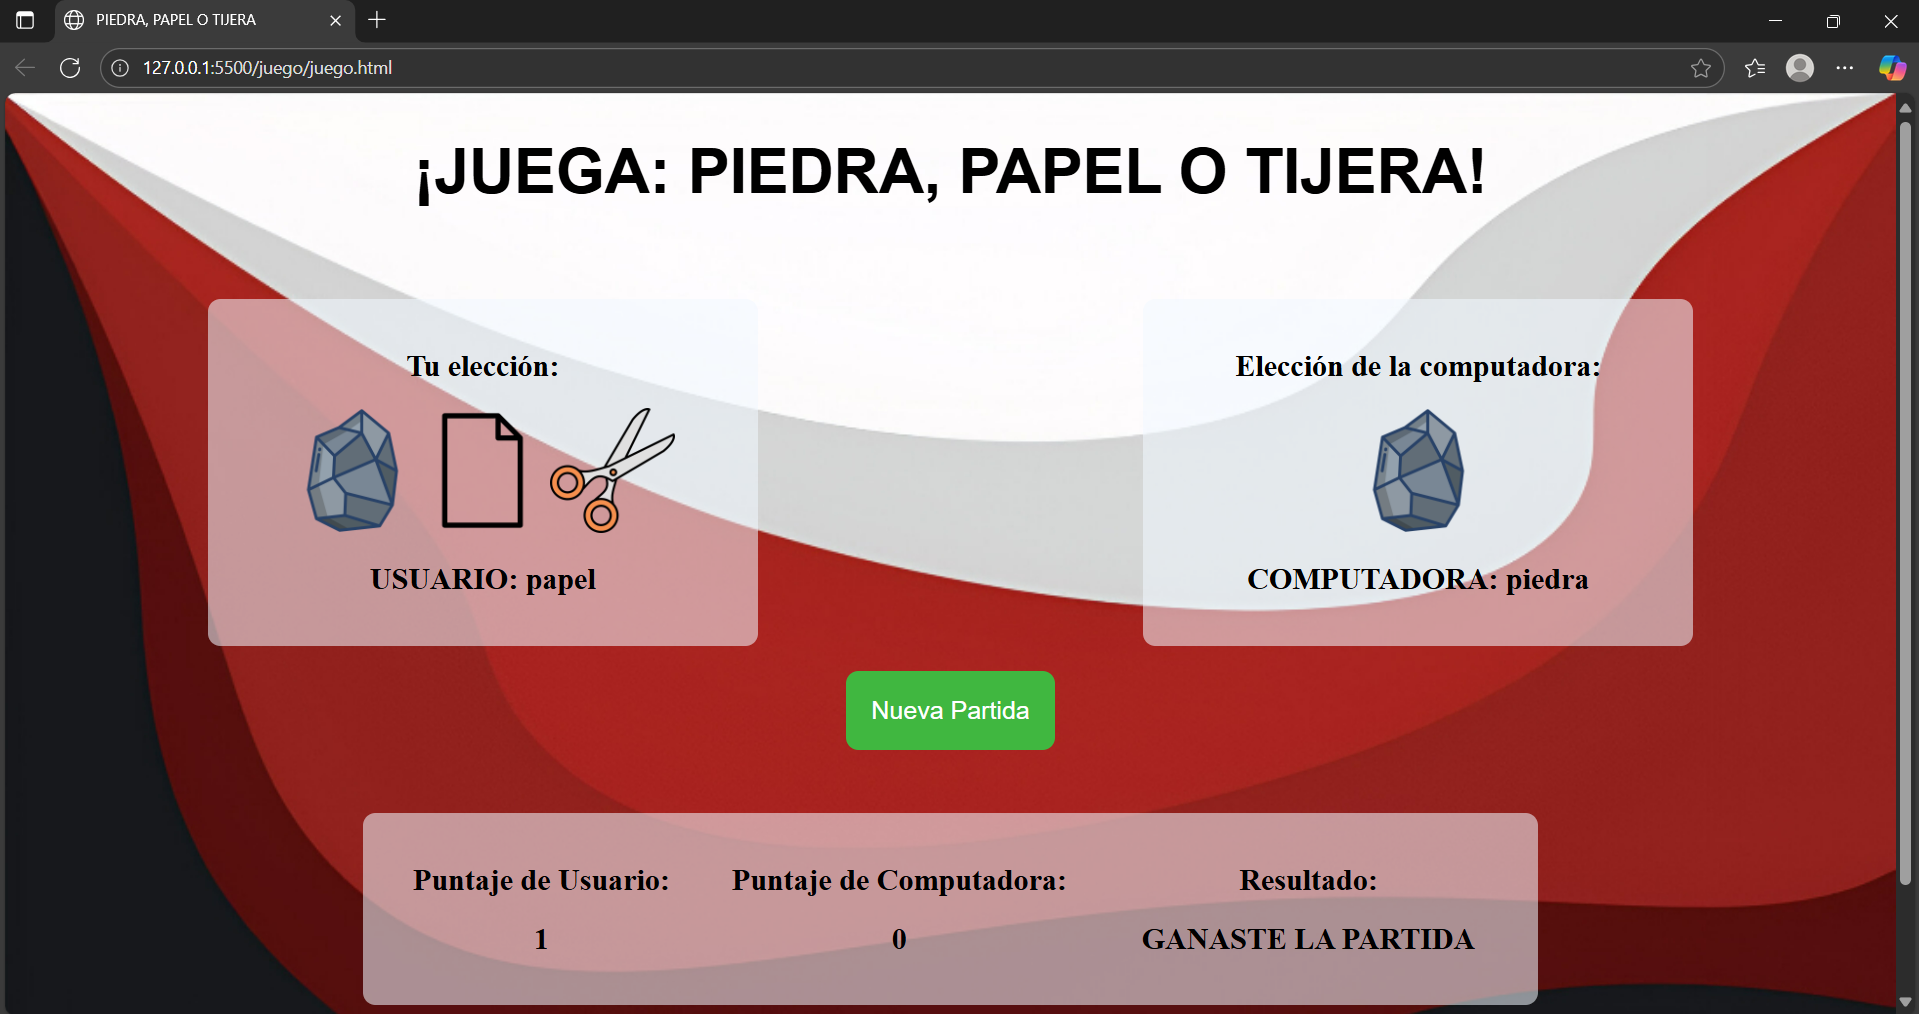 PIEDRA, PAPEL O TIJERA
127.0.0.1:5500/juego/juego.html
¡JUEGA: PIEDRA, PAPEL O TIJERA!
Tu elección:
USUARIO: papel
Elección de la computadora:
COMPUTADORA: piedra
Nueva Partida
Puntaje de Usuario:
1
Puntaje de Computadora:
0
Resultado:
GANASTE LA PARTIDA